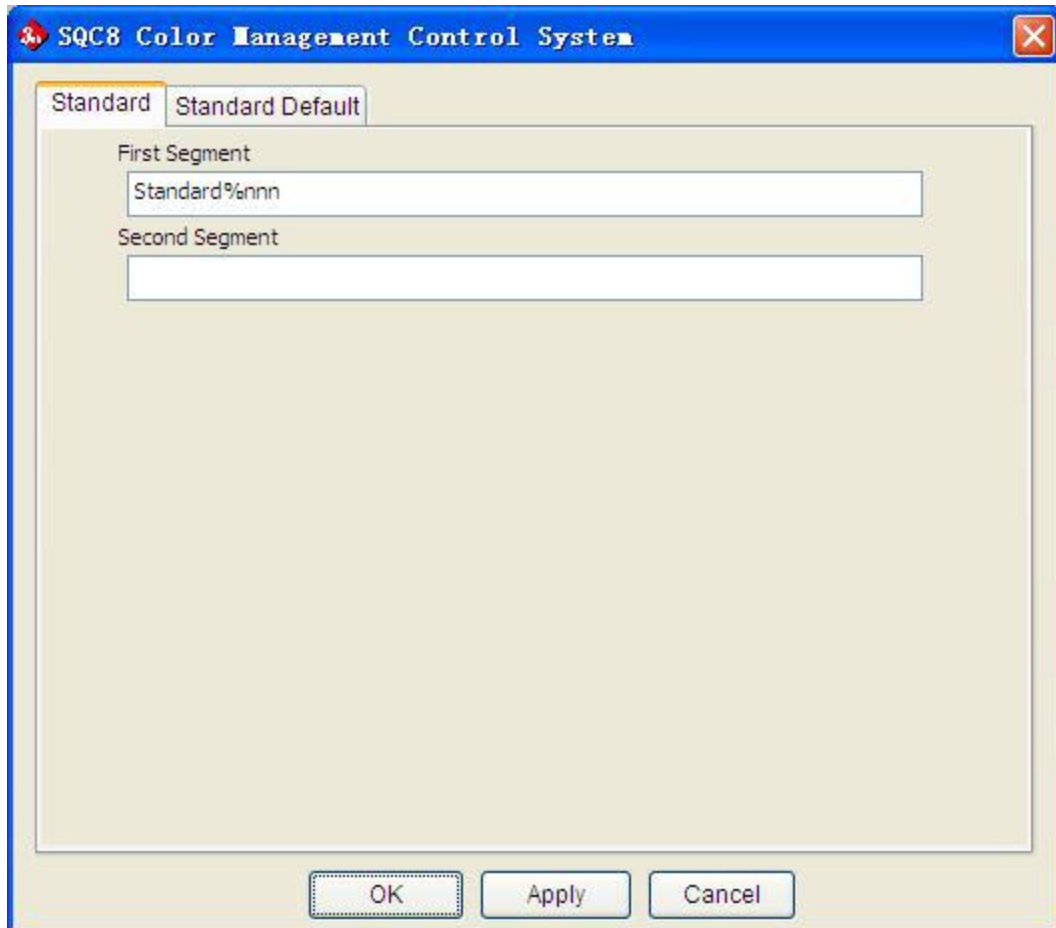 SQC8 Color Management Control System
Standard
Standard Default
First Segment
Standard%nnn
Second Segment
OK
Apply
Cancel